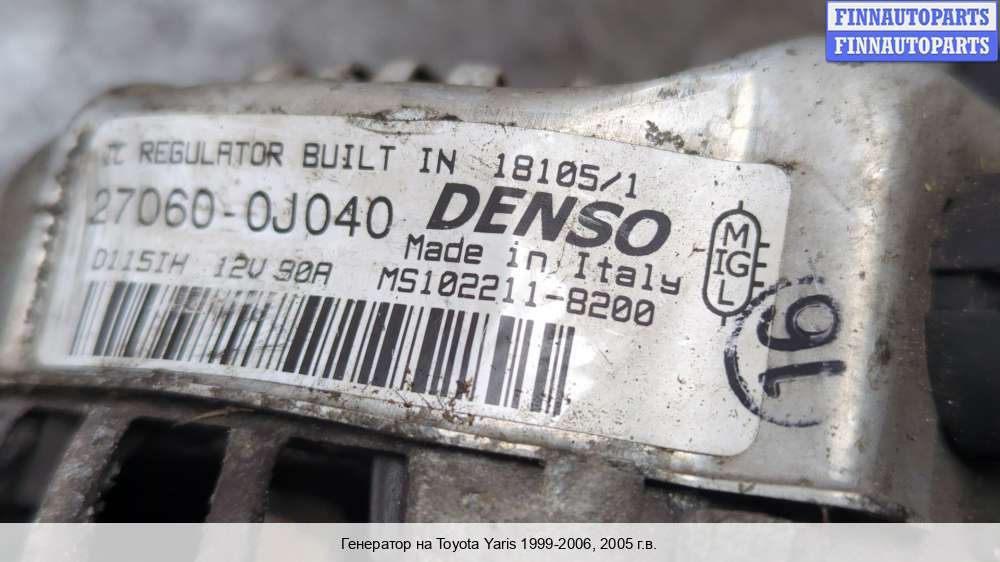 FINNAUTOPARTS
FINNAUTOPARTS
IC REGULATOR BUILT IN 18105/1
27060-0J040 DENSO
Made in Italy
D115IH 12V 90A MS102211-8200
M
IG
L
16
Генератор на Toyota Yaris 1999-2006, 2005 г.в.